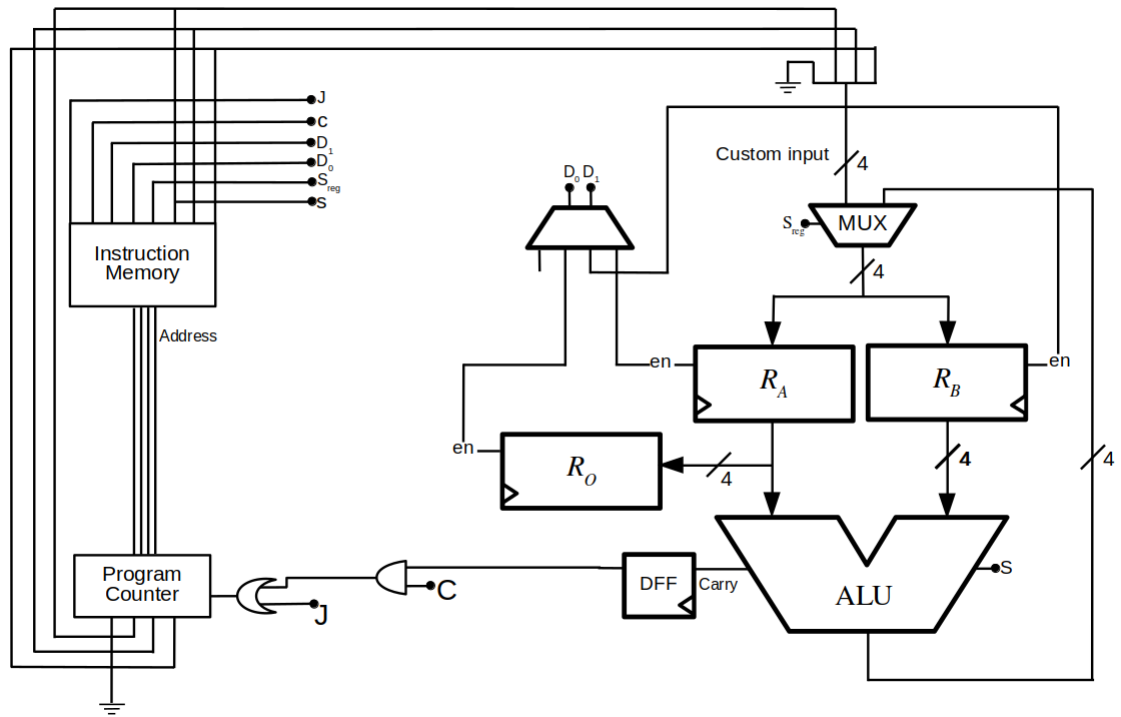 J
c
D1
D0
Sreg
s
Instruction
Memory
Address
Program
Counter
J
C
DFF
Carry
D0 D1
en
RO
4
en
RA
Custom input
4
Sreg
MUX
4
RB
en
4
4
ALU
S